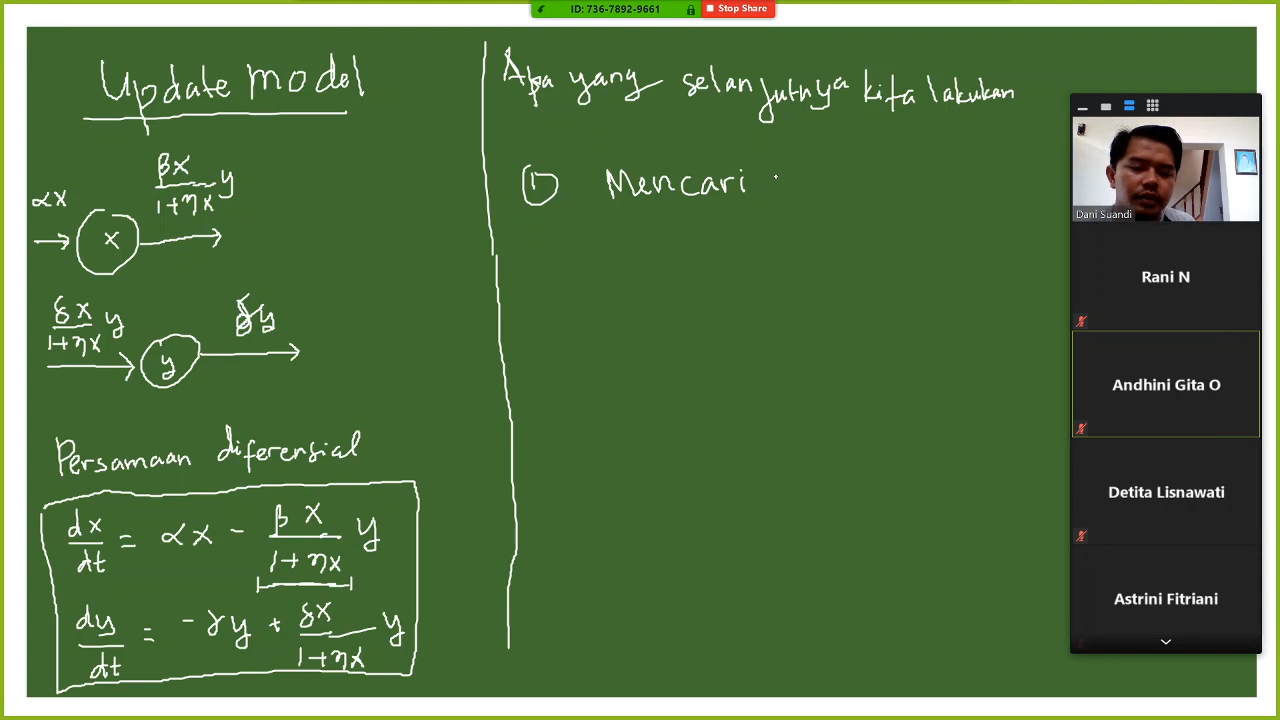 ID: 736-7892-9661
Stop Share
Update model
αx
βx
1+ηx
y
x
δx
1+ηx
y
y
γy
Persamaan diferensial
dx/dt = αx - βx/1+ηx y
dy/dt = -γy + δx/1+ηx y
Apa yang selanjutnya kita lakukan
① Mencari
Dani Suandi
Rani N
Andhini Gita O
Detita Lisnawati
Astrini Fitriani